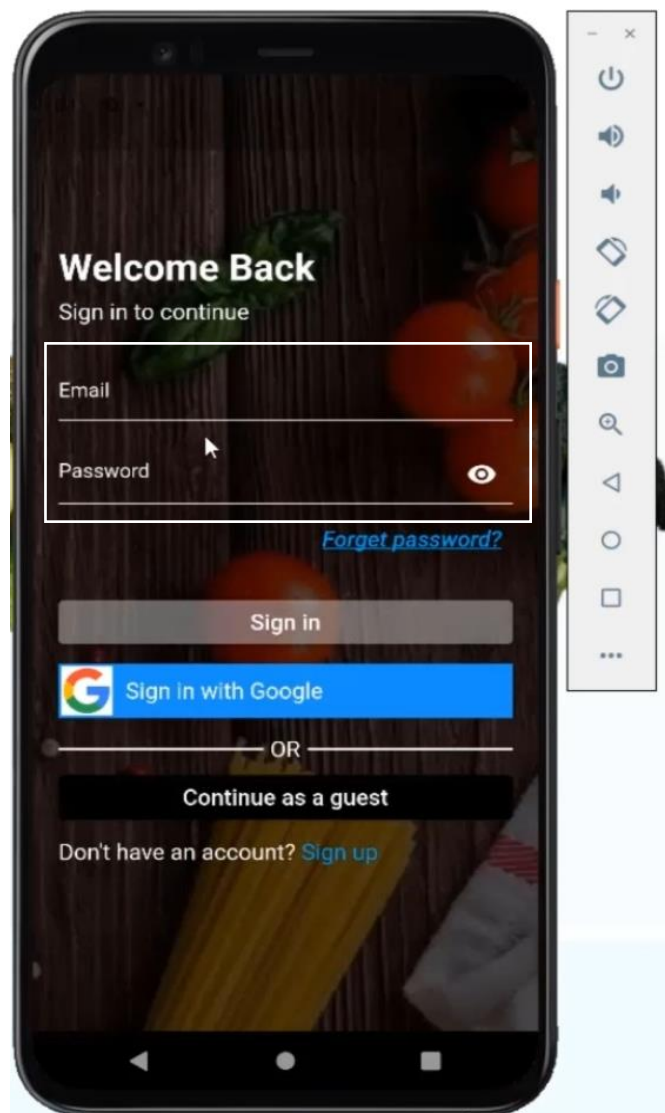 Welcome Back
Sign in to continue
Email
Password
Forget password?
Sign in
Sign in with Google
OR
Continue as a guest
Don't have an account? Sign up